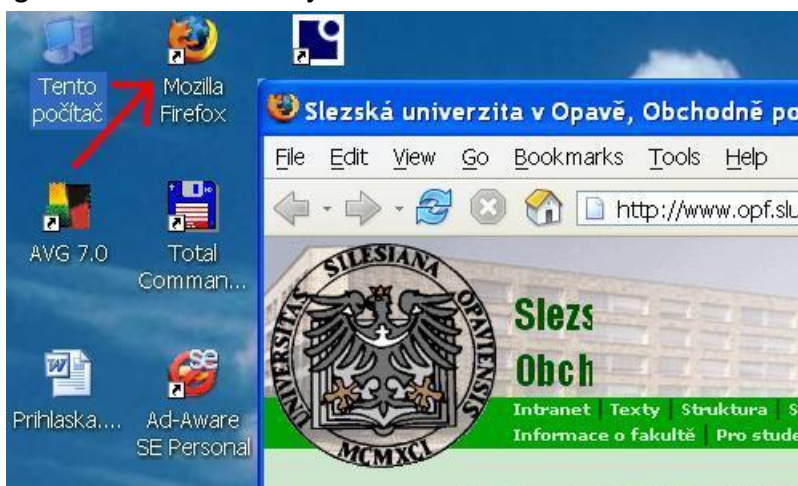 Tento
počítač
Mozilla
Firefox
AVG 7.0
Total
Comman...
Prihlaska....
Ad-Aware
SE Personal
Slezská univerzita v Opavě, Obchodně po
File Edit View Go Bookmarks Tools Help
http://www.opf.slu
UNIVERSITAS SILESIANA OPAVIENSIS
MCMXCI
Slezs
Obch
Intranet Texty Struktura S
Informace o fakultě Pro stude